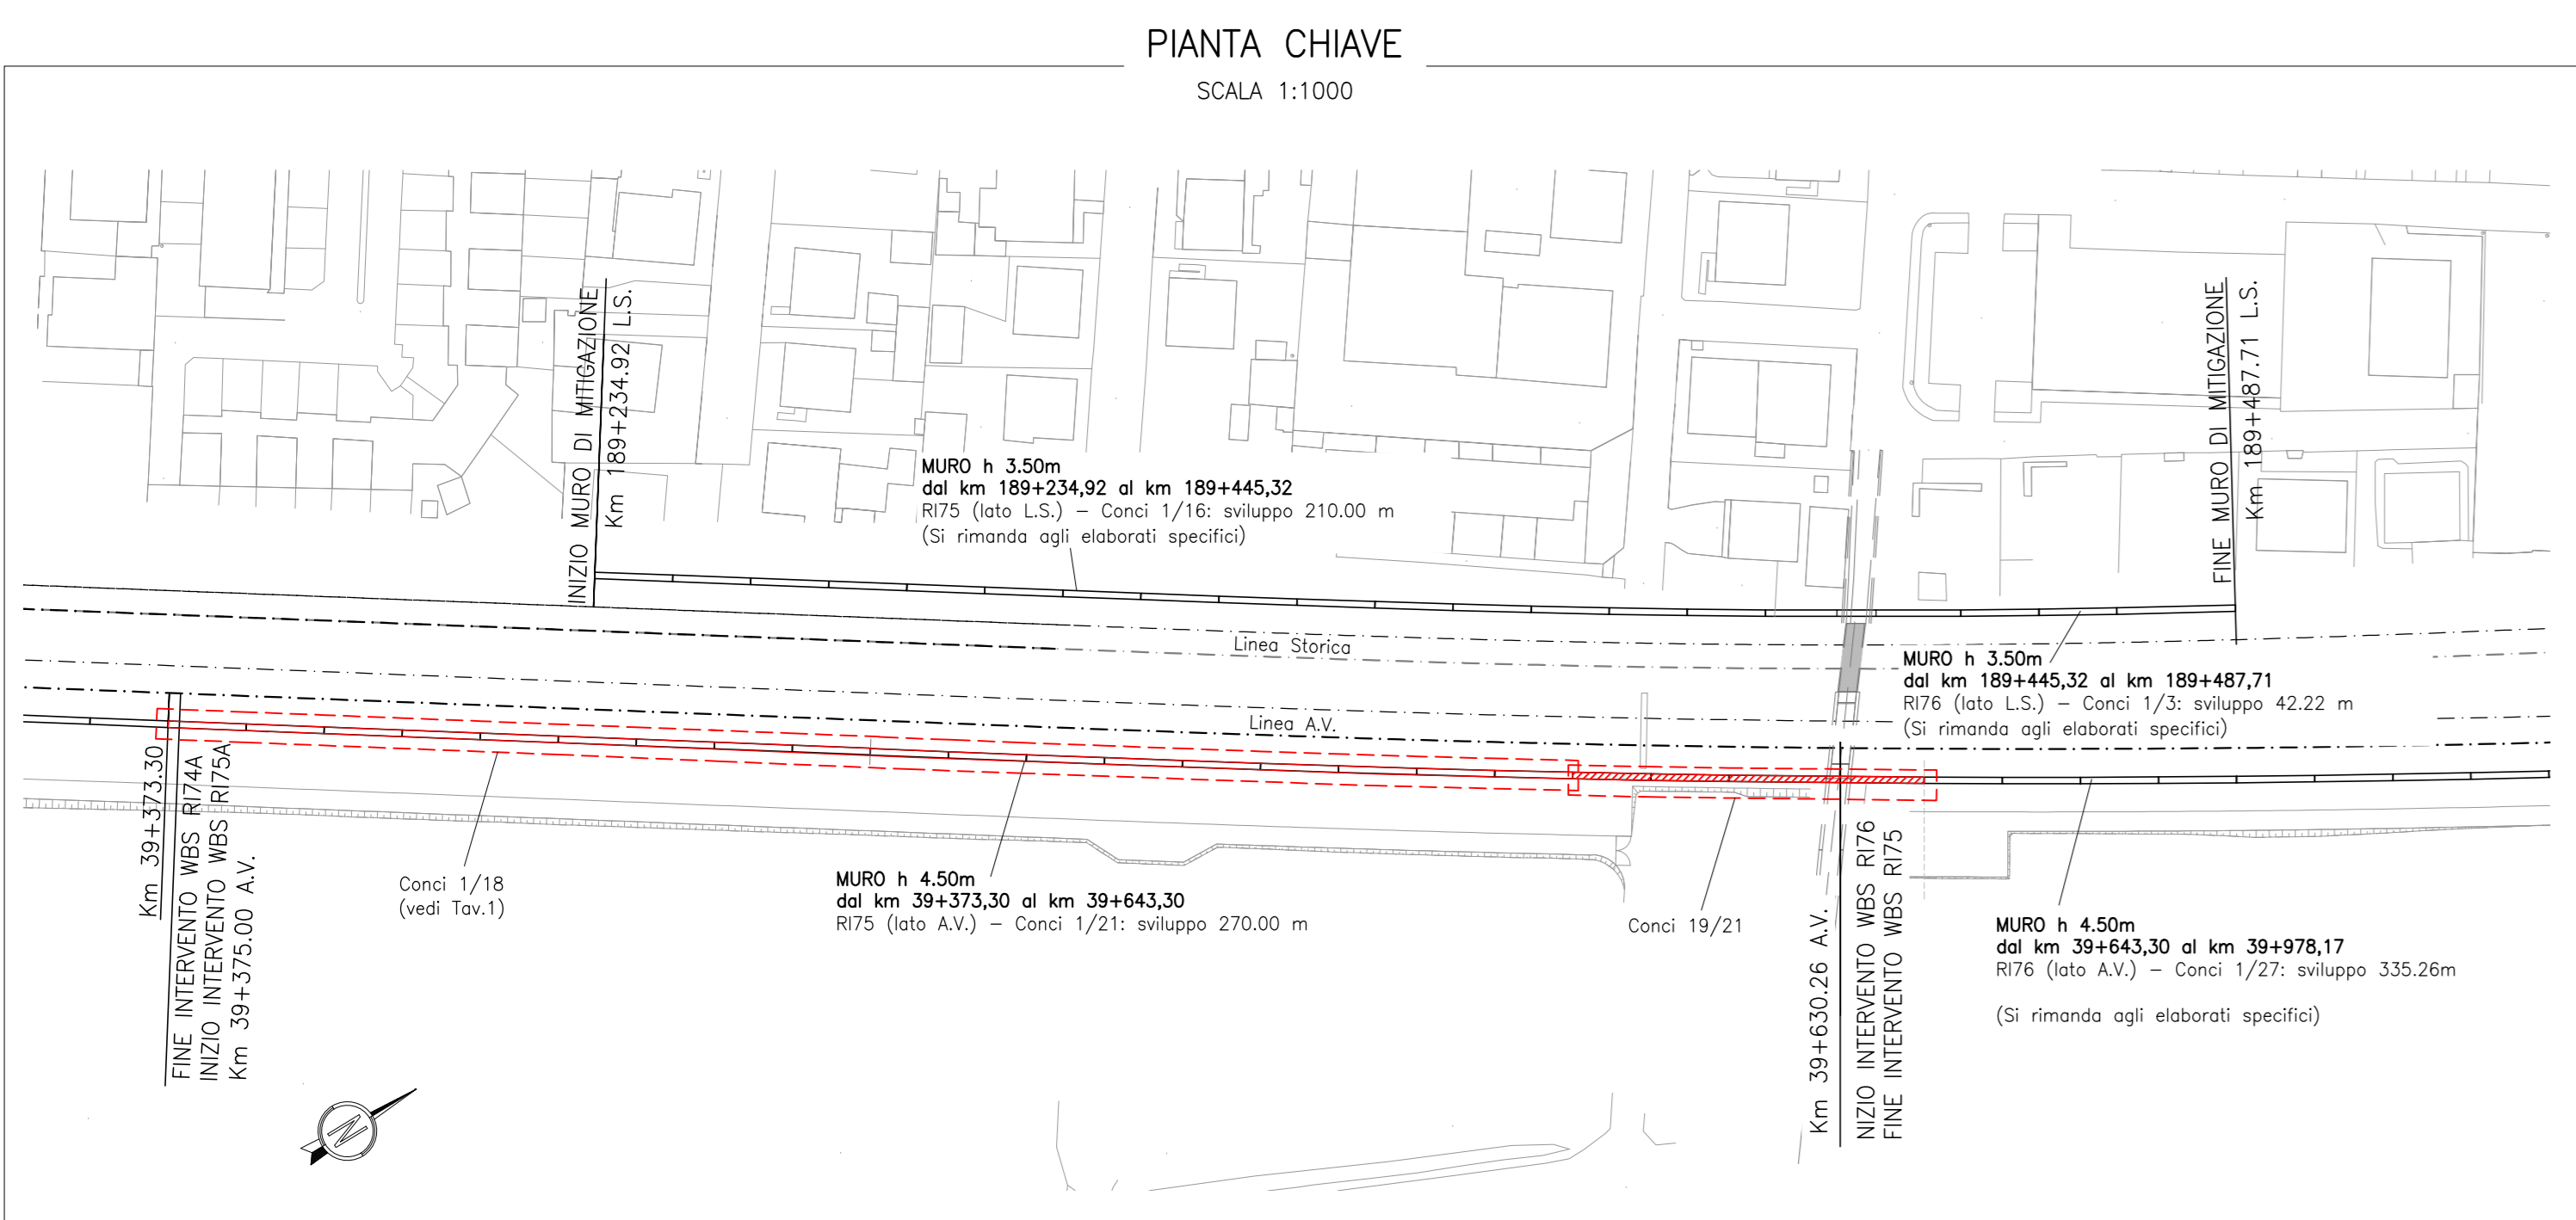 PIANTA CHIAVE
SCALA 1:1000
INIZIO MURO DI MITIGAZIONE
Km 189+234.92 L.S.
FINE MURO DI MITIGAZIONE
Km 189+487.71 L.S.
MURO h 3.50m
dal km 189+234,92 al km 189+445,32
RI75 (lato L.S.) – Conci 1/16: sviluppo 210.00 m
(Si rimanda agli elaborati specifici)
Linea Storica
MURO h 3.50m
dal km 189+445,32 al km 189+487,71
RI76 (lato L.S.) – Conci 1/3: sviluppo 42.22 m
(Si rimanda agli elaborati specifici)
Linea A.V.
Km 39+373.30
FINE INTERVENTO WBS RI74A
INIZIO INTERVENTO WBS RI75A
Km 39+375.00 A.V.
Conci 1/18
(vedi Tav.1)
MURO h 4.50m
dal km 39+373,30 al km 39+643,30
RI75 (lato A.V.) – Conci 1/21: sviluppo 270.00 m
Conci 19/21
Km 39+630.26 A.V.
NIZIO INTERVENTO WBS RI76
FINE INTERVENTO WBS RI75
MURO h 4.50m
dal km 39+643,30 al km 39+978,17
RI76 (lato A.V.) – Conci 1/27: sviluppo 335.26m
(Si rimanda agli elaborati specifici)
N